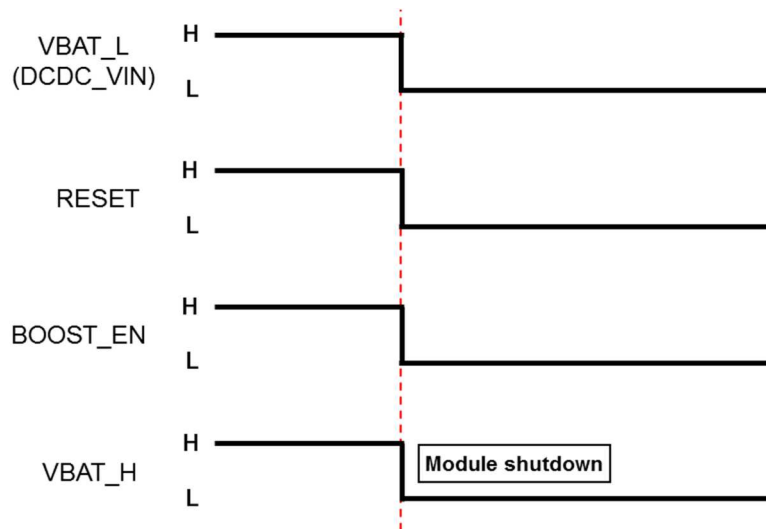 VBAT_L
(DCDC_VIN)
H
L
RESET
H
L
BOOST_EN
H
L
VBAT_H
H
L
Module shutdown